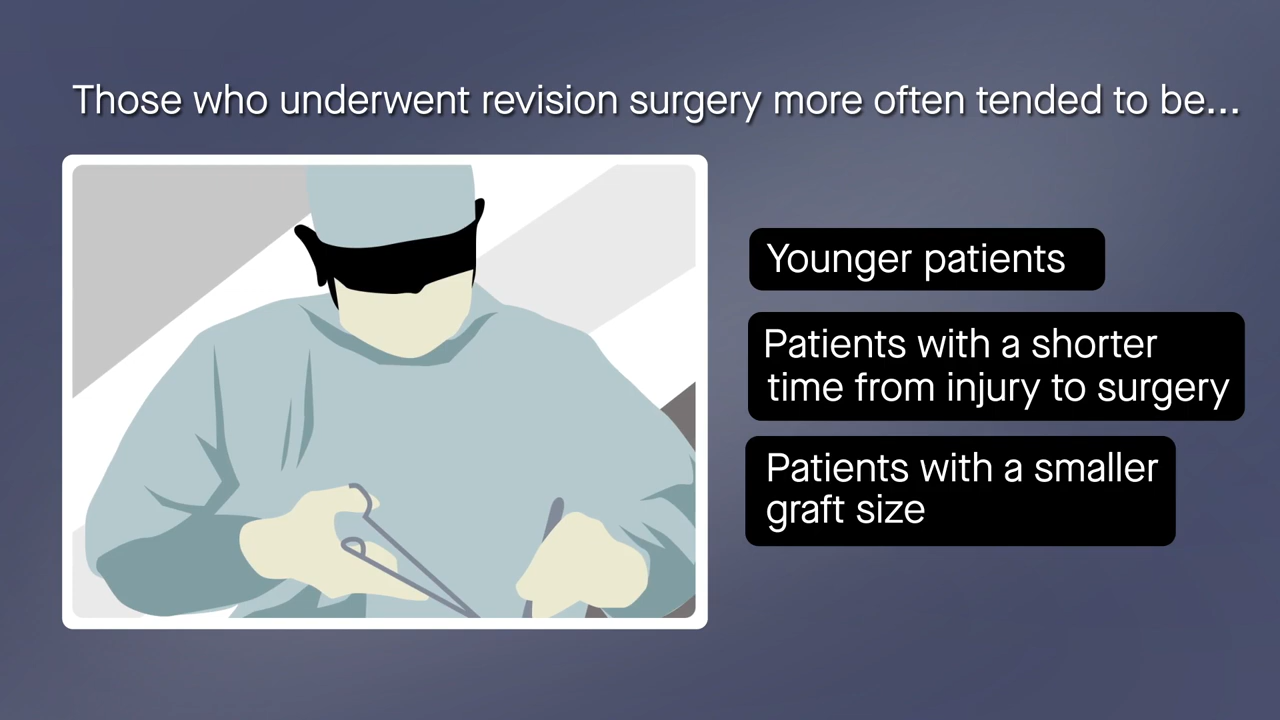 Those who underwent revision surgery more often tended to be...
Younger patients
Patients with a shorter
time from injury to surgery
Patients with a smaller
graft size